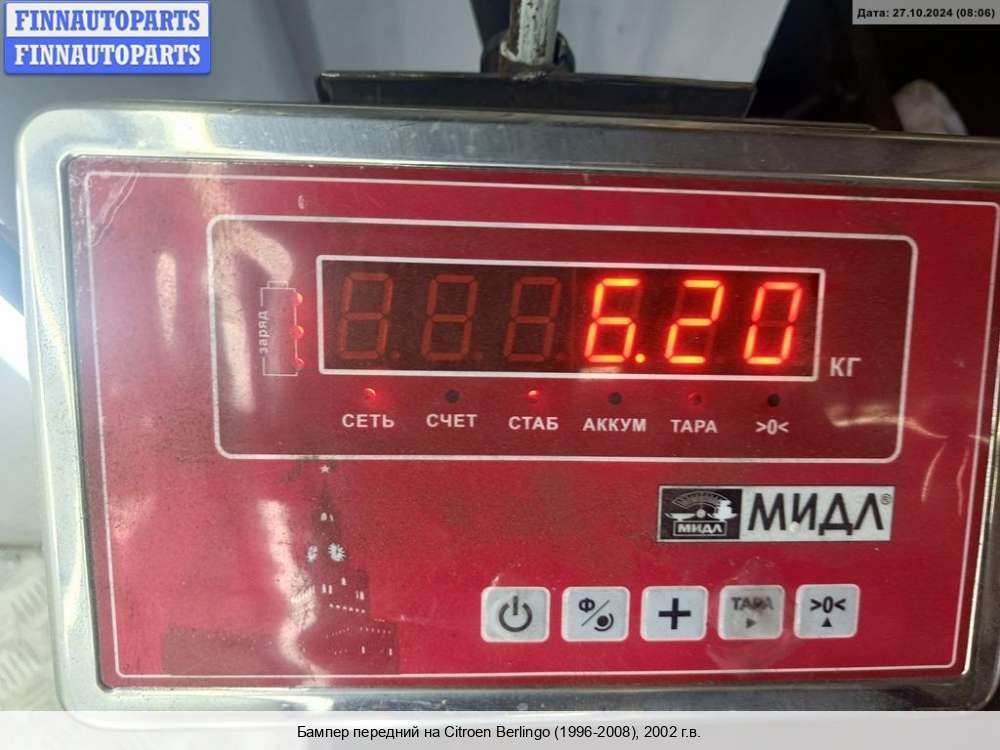 FINNAUTOPARTS
FINNAUTOPARTS
Дата: 27.10.2024 (08:06)
заряд
6.20
КГ
СЕТЬ СЧЕТ СТАБ АККУМ ТАРА >0<
МИДЛ МИДЛ®
Ф ТАРА >0<
Бампер передний на Citroen Berlingo (1996-2008), 2002 г.в.